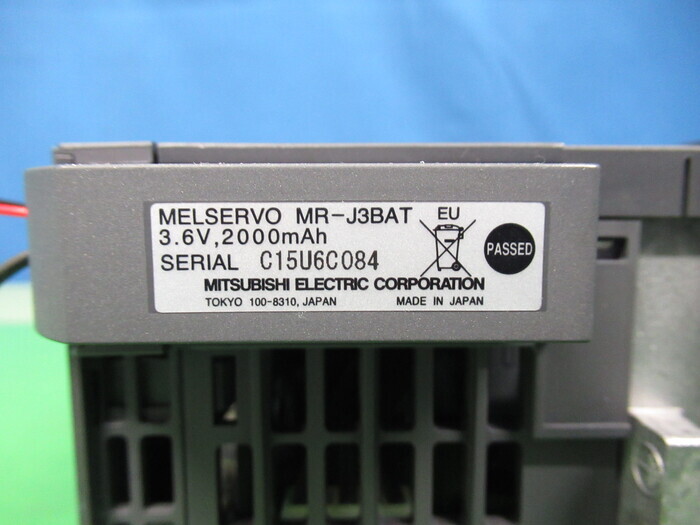 MELSERVO MR-J3BAT
3.6V,2000mAh
SERIAL C15U6C084
EU
PASSED
MITSUBISHI ELECTRIC CORPORATION
TOKYO 100-8310, JAPAN MADE IN JAPAN